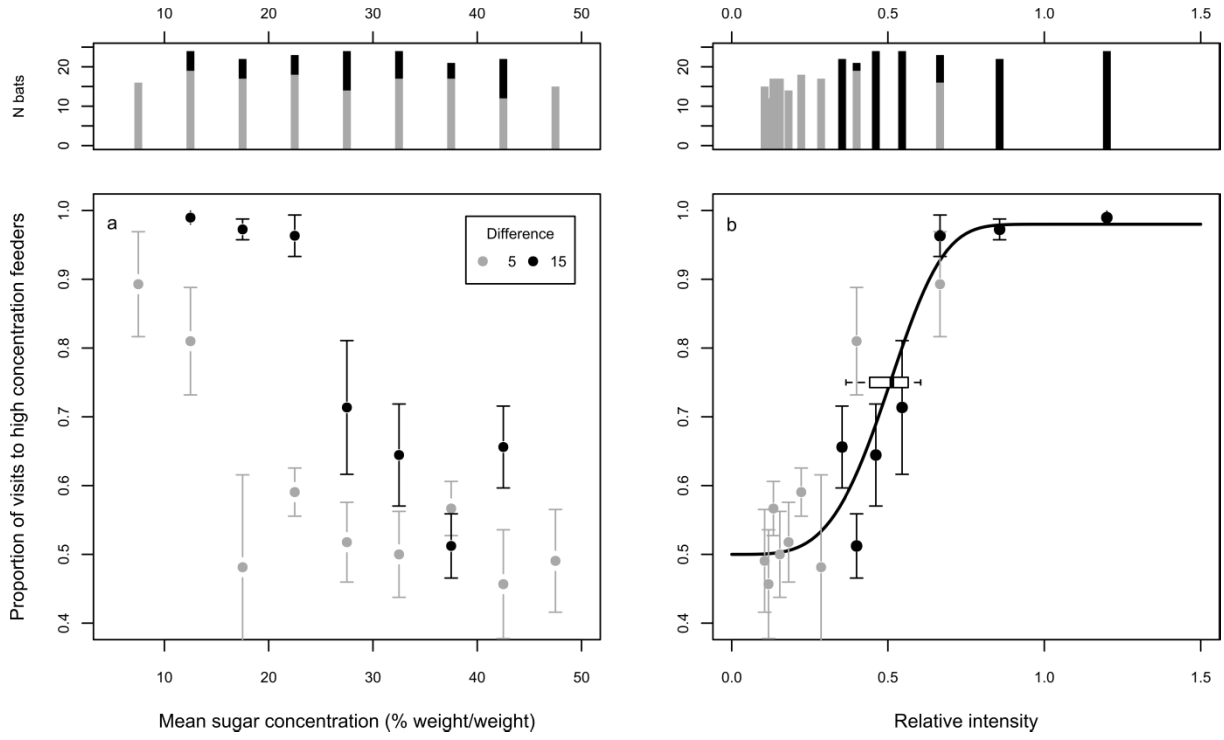 0 10 20 30 40 50
0.0 0.5 1.0 1.5
N bats
0 10 20
0 10 20
a
b
Difference
5 15
Proportion of visits to high concentration feeders
0.4 0.5 0.6 0.7 0.8 0.9 1.0
0.4 0.5 0.6 0.7 0.8 0.9 1.0
10 20 30 40 50
0.0 0.5 1.0 1.5
Mean sugar concentration (% weight/weight)
Relative intensity